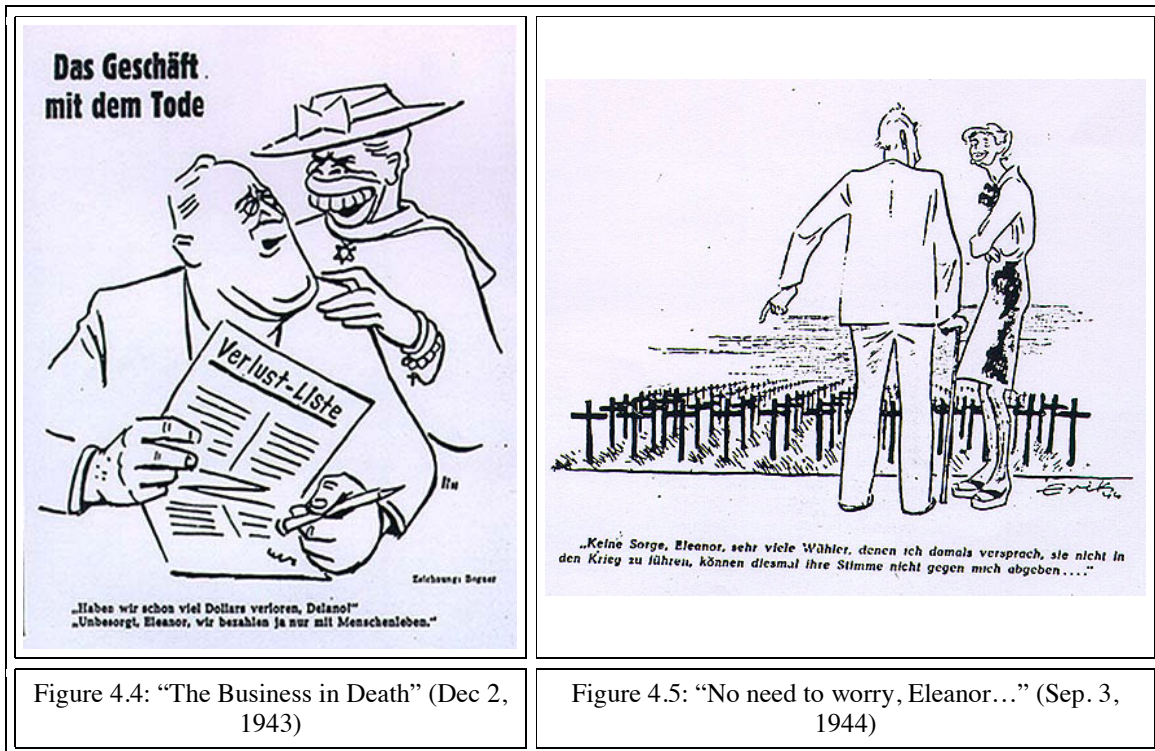 Das Geschäft
mit dem Tode
Verlust-Liste
Zeichnung: Bogner
„Haben wir schon viel Dollars verloren, Delano?"
„Unbesorgt, Eleanor, wir bezahlen ja nur mit Menschenleben."
Erik
„Keine Sorge, Eleanor, sehr viele Wähler, denen ich damals versprach, sie nicht in
den Krieg zu führen, können diesmal ihre Stimme nicht gegen mich abgeben...."
Figure 4.4: “The Business in Death” (Dec 2,
1943)
Figure 4.5: “No need to worry, Eleanor…” (Sep. 3,
1944)